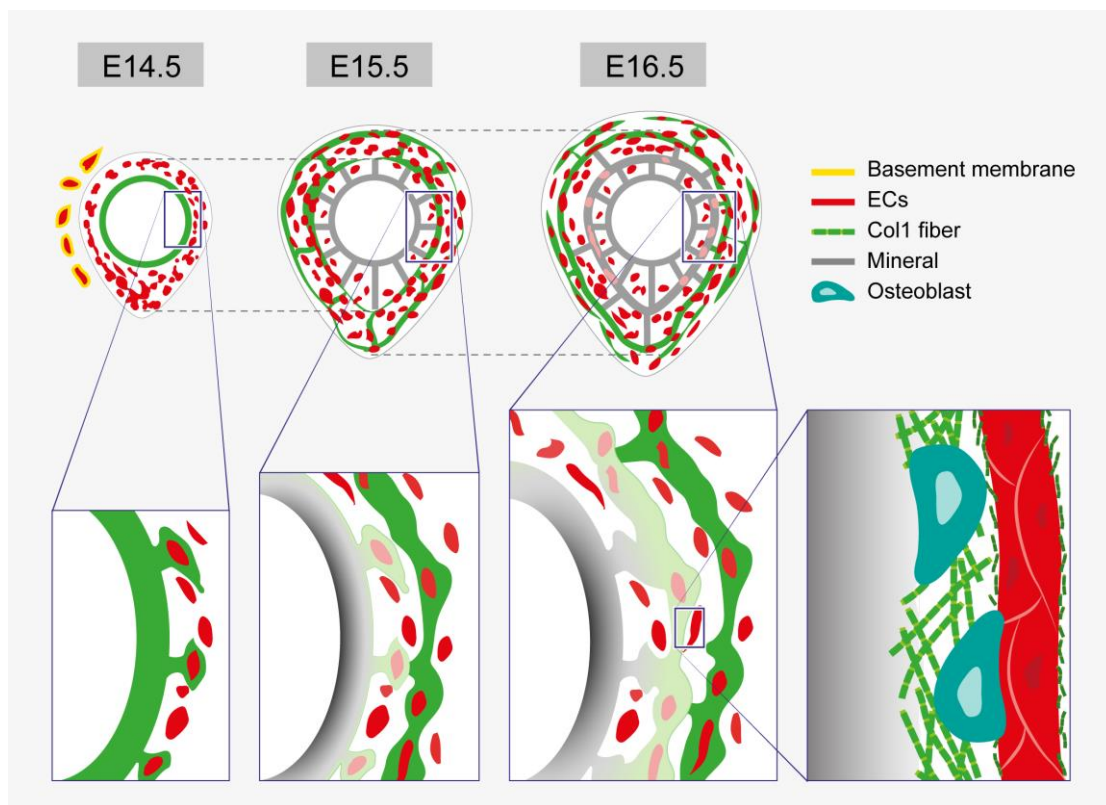 E14.5
E15.5
E16.5
Basement membrane
ECs
Col1 fiber
Mineral
Osteoblast